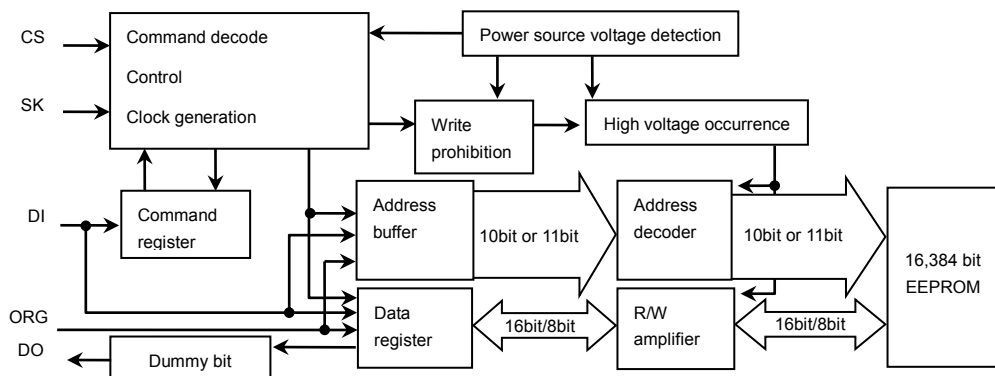 CS
Command decode
Control
Clock generation
SK
Power source voltage detection
Write
prohibition
High voltage occurrence
DI
Command
register
Address
buffer
10bit or 11bit
Address
decoder
10bit or 11bit
16,384 bit
EEPROM
ORG
Data
register
16bit/8bit
R/W
amplifier
16bit/8bit
DO
Dummy bit